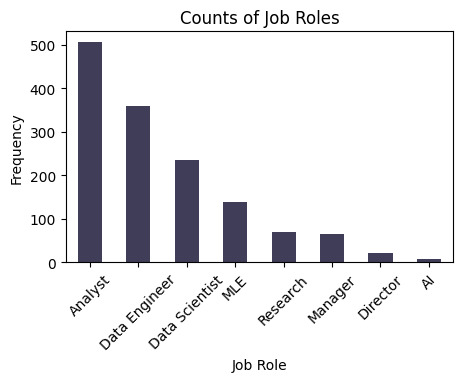 Counts of Job Roles
500
400
300
200
100
0
Frequency
Analyst
Data Engineer
Data Scientist
MLE
Research
Manager
Director
AI
Job Role